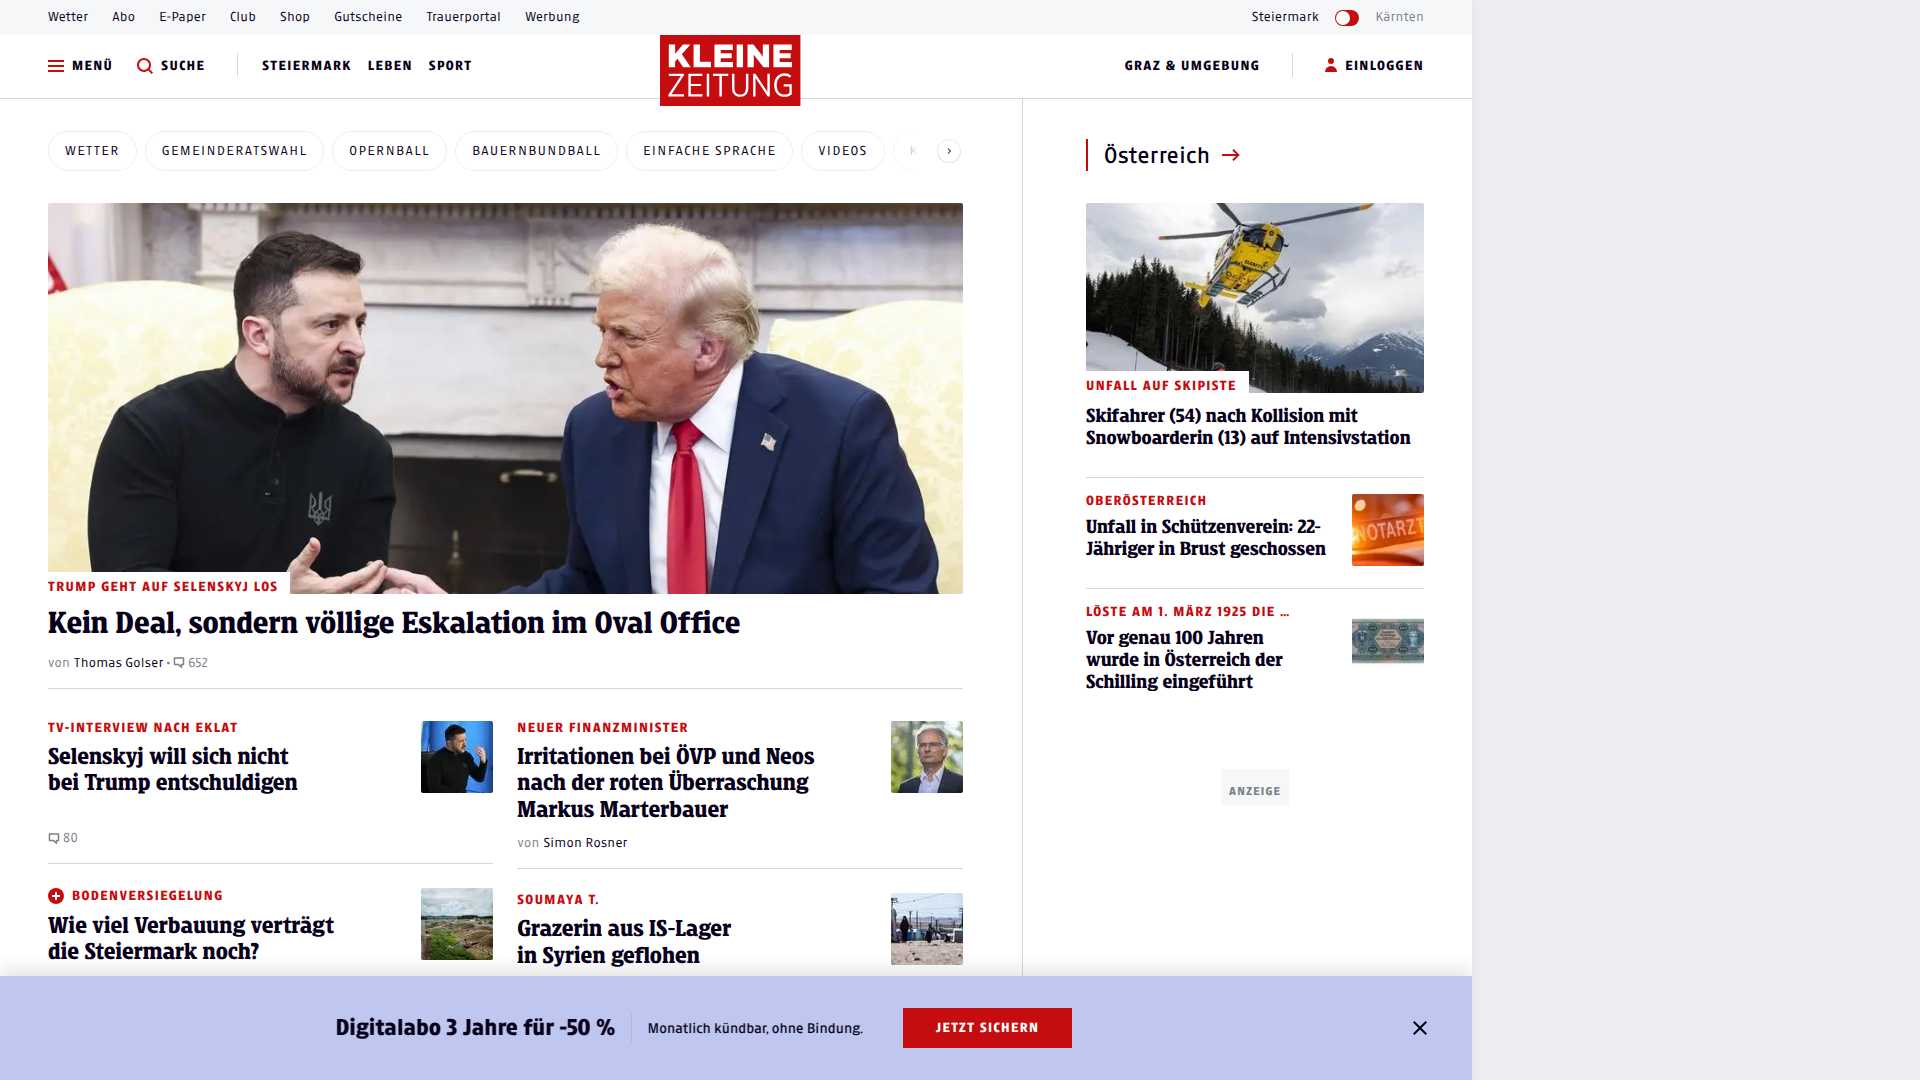 Wetter Abo E-Paper Club Shop Gutscheine Trauerportal Werbung Steiermark Kärnten
MENÜ SUCHE STEIERMARK LEBEN SPORT
KLEINE
ZEITUNG
GRAZ & UMGEBUNG EINLOGGEN
WETTER GEMEINDERATSWAHL OPERNBALL BAUERNBUNDBALL EINFACHE SPRACHE VIDEOS
TRUMP GEHT AUF SELENSKYJ LOS
Kein Deal, sondern völlige Eskalation im Oval Office
von Thomas Golser • 652
TV-INTERVIEW NACH EKLAT
Selenskyj will sich nicht
bei Trump entschuldigen
80
NEUER FINANZMINISTER
Irritationen bei ÖVP und Neos
nach der roten Überraschung
Markus Marterbauer
von Simon Rosner
BODENVERSIEGELUNG
Wie viel Verbauung verträgt
die Steiermark noch?
SOUMAYA T.
Grazerin aus IS-Lager
in Syrien geflohen
Österreich
UNFALL AUF SKIPISTE
Skifahrer (54) nach Kollision mit
Snowboarderin (13) auf Intensivstation
OBERÖSTERREICH
Unfall in Schützenverein: 22-
Jähriger in Brust geschossen
NOTARZT
LÖSTE AM 1. MÄRZ 1925 DIE ...
Vor genau 100 Jahren
wurde in Österreich der
Schilling eingeführt
ANZEIGE
Digitalabo 3 Jahre für -50 % Monatlich kündbar, ohne Bindung. JETZT SICHERN